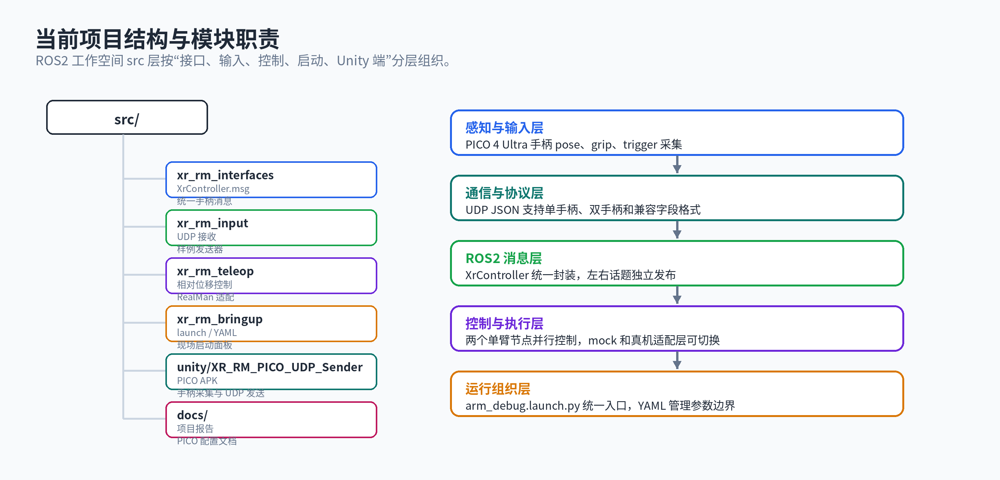 当前项目结构与模块职责
ROS2 工作空间 src 层按“接口、输入、控制、启动、Unity 端”分层组织。
src/
xr_rm_interfaces
XrController.msg
统一手柄消息
xr_rm_input
UDP 接收
样例发送器
xr_rm_teleop
相对位移控制
RealMan 适配
xr_rm_bringup
launch / YAML
现场启动面板
unity/XR_RM_PICO_UDP_Sender
PICO APK
手柄采集与 UDP 发送
docs/
项目报告
PICO 配置文档
感知与输入层
PICO 4 Ultra 手柄 pose、grip、trigger 采集
通信与协议层
UDP JSON 支持单手柄、双手柄和兼容字段格式
ROS2 消息层
XrController 统一封装，左右话题独立发布
控制与执行层
两个单臂节点并行控制，mock 和真机适配层可切换
运行组织层
arm_debug.launch.py 统一入口，YAML 管理参数边界